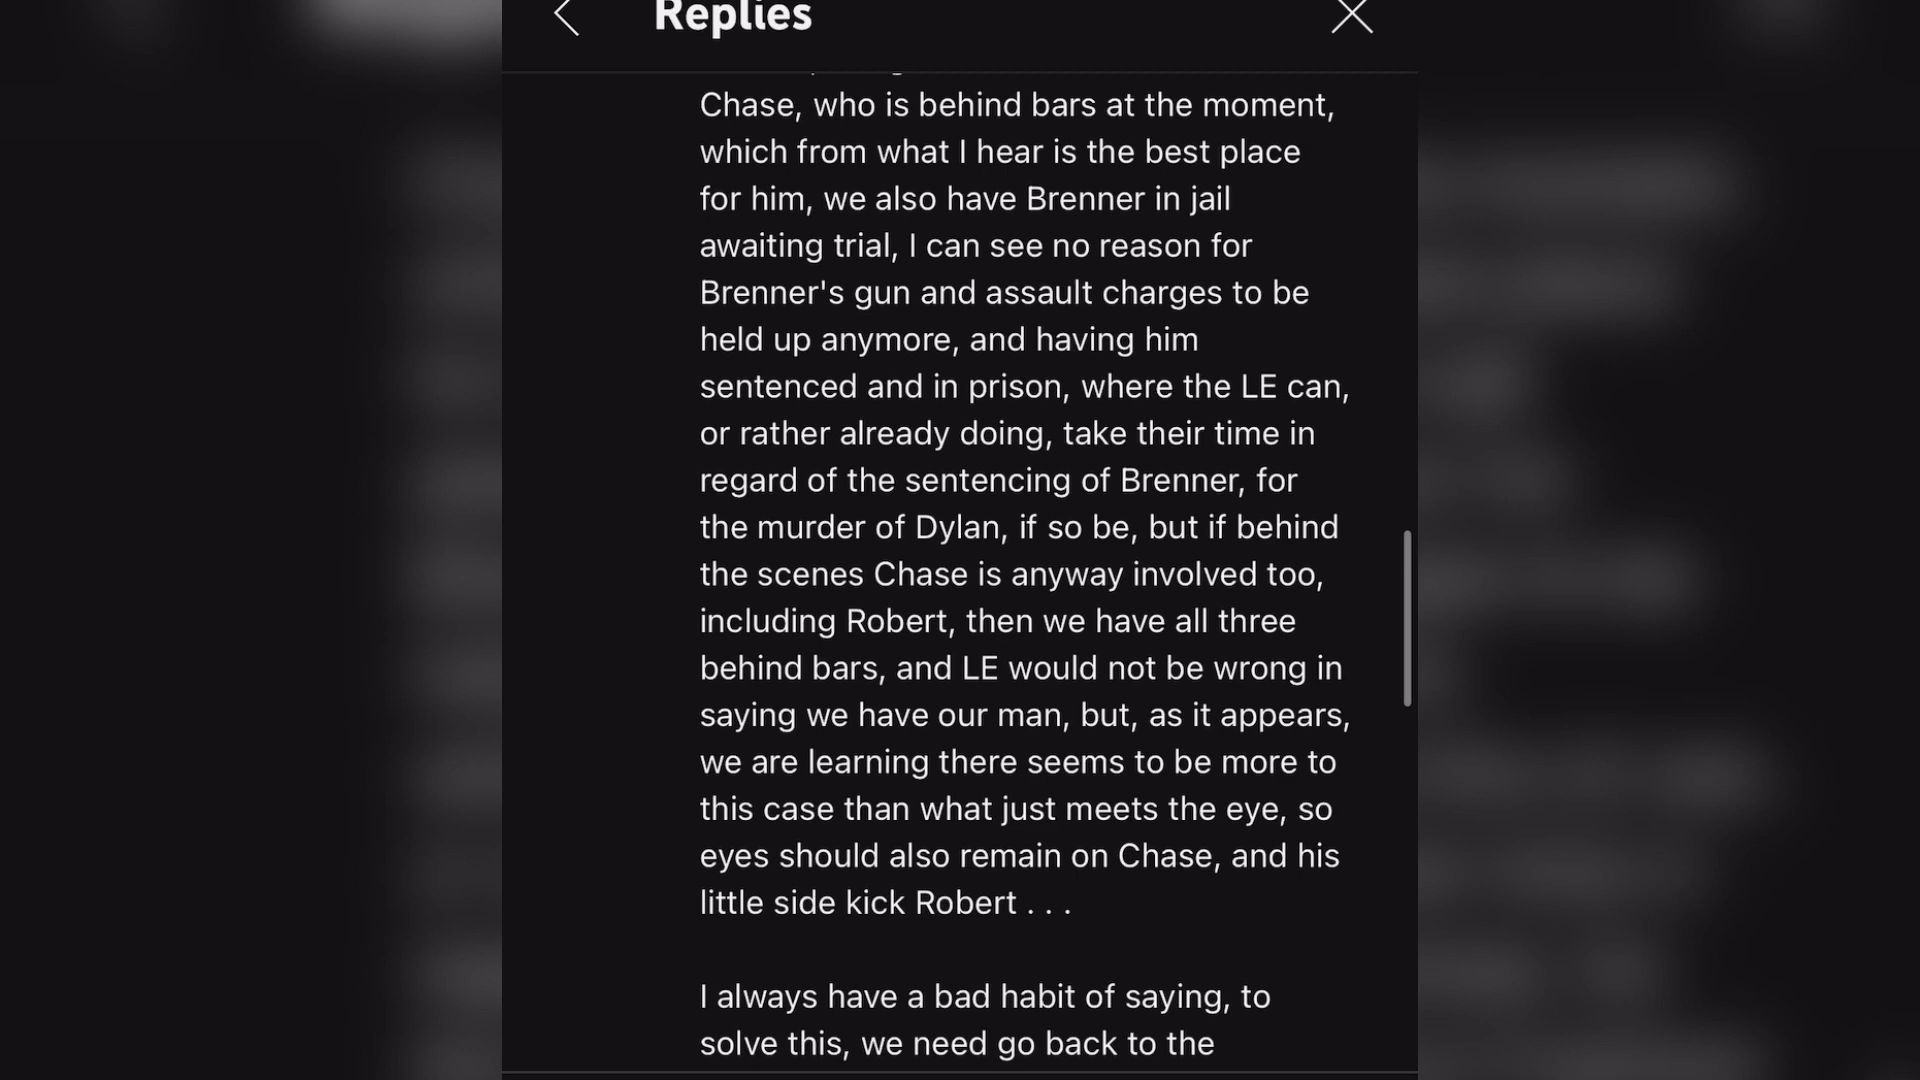 Replies
Chase, who is behind bars at the moment,
which from what I hear is the best place
for him, we also have Brenner in jail
awaiting trial, I can see no reason for
Brenner's gun and assault charges to be
held up anymore, and having him
sentenced and in prison, where the LE can,
or rather already doing, take their time in
regard of the sentencing of Brenner, for
the murder of Dylan, if so be, but if behind
the scenes Chase is anyway involved too,
including Robert, then we have all three
behind bars, and LE would not be wrong in
saying we have our man, but, as it appears,
we are learning there seems to be more to
this case than what just meets the eye, so
eyes should also remain on Chase, and his
little side kick Robert . . .
I always have a bad habit of saying, to
solve this, we need go back to the